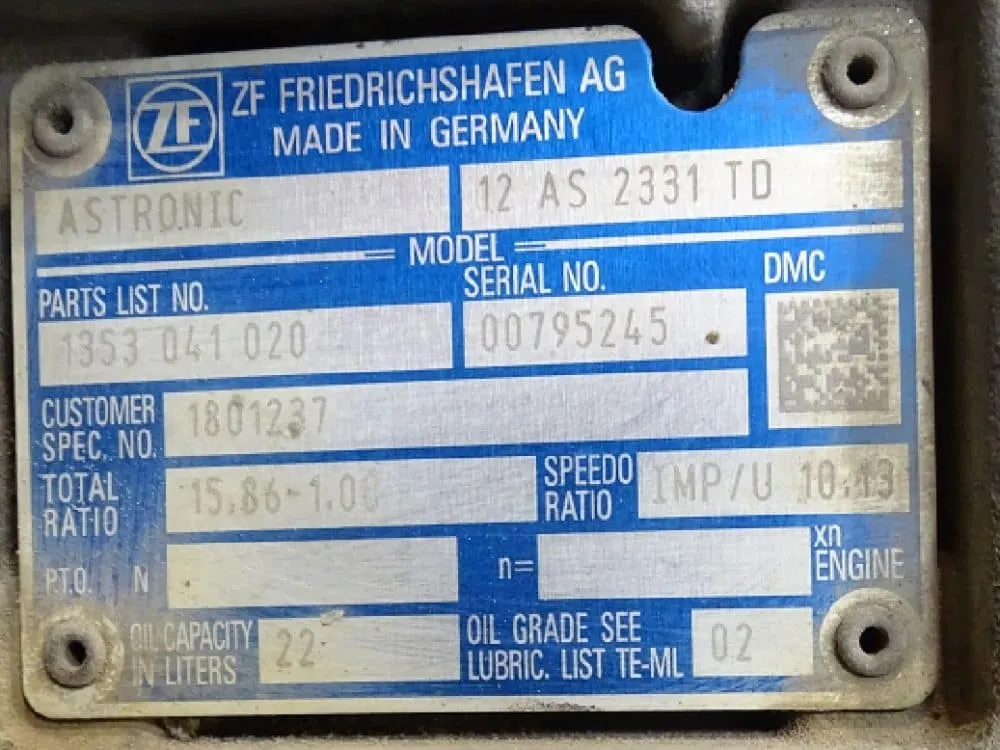 ZF
ZF FRIEDRICHSHAFEN AG
MADE IN GERMANY
ASTRONIC
12 AS 2331 TD
MODEL
PARTS LIST NO.
SERIAL NO.
DMC
1353 041 020
00795245
CUSTOMER
SPEC. NO.
1801237
TOTAL
RATIO
15.86-1.00
SPEEDO
RATIO
IMP/U 10.13
P.T.O. N
n=
xn
ENGINE
OIL CAPACITY
IN LITERS
22
OIL GRADE SEE
LUBRIC. LIST TE-ML
02